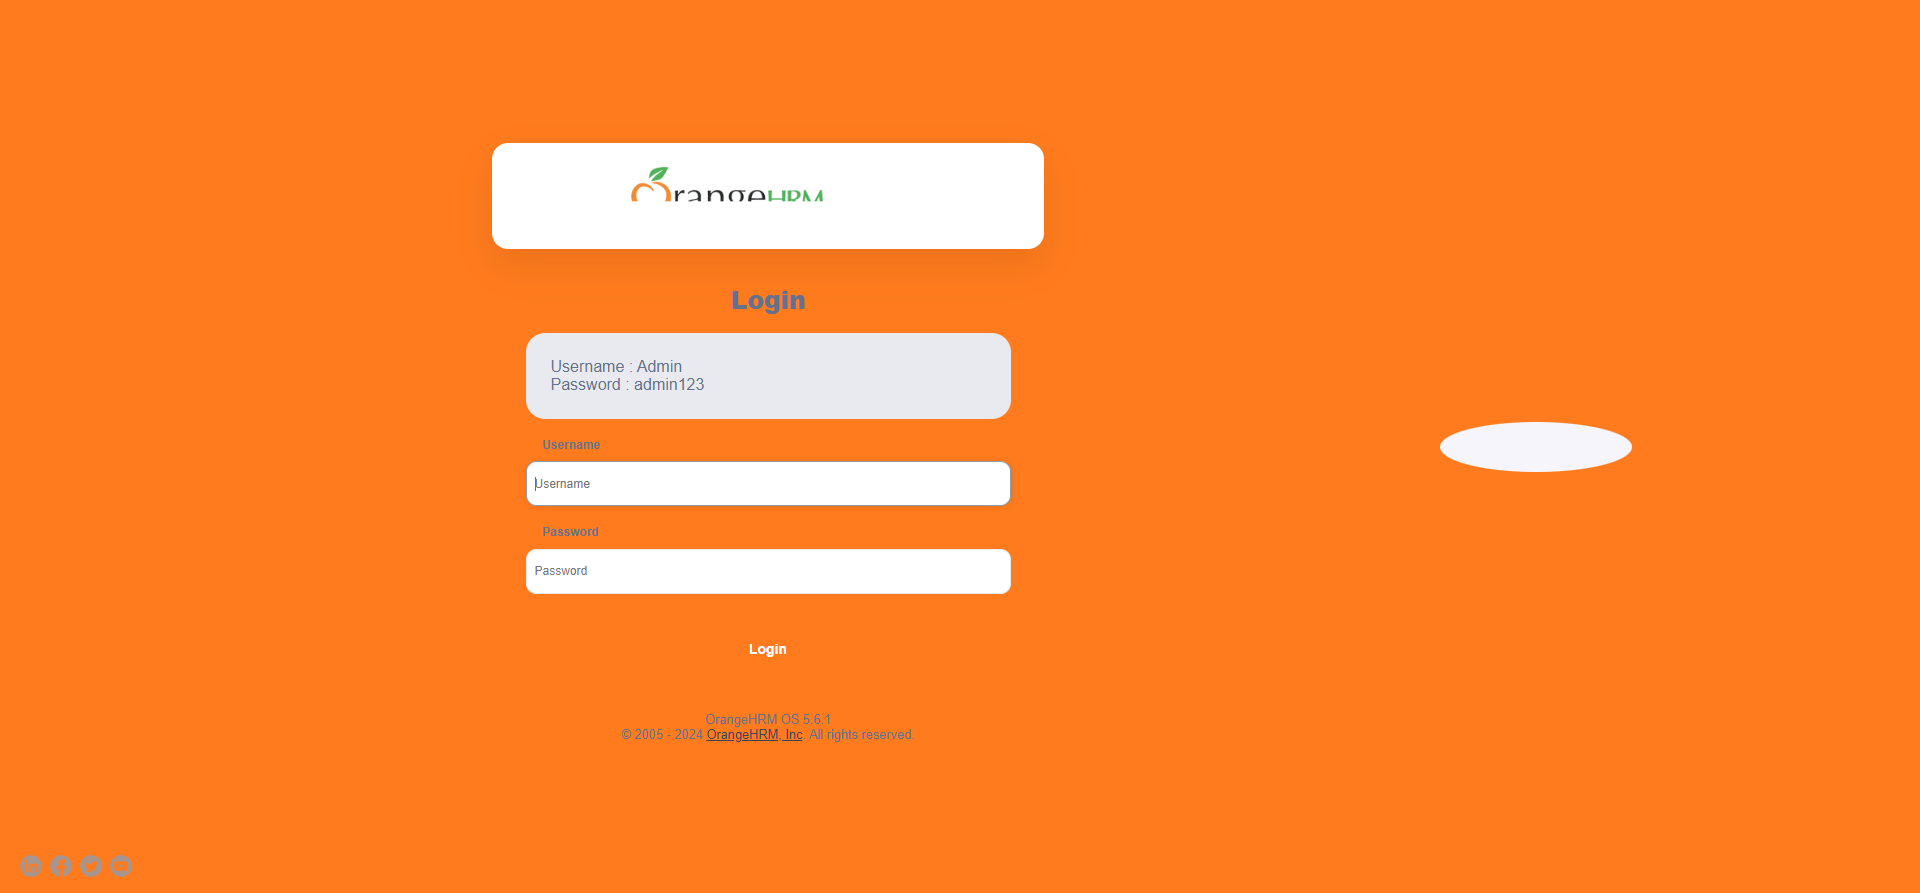 OrangeHRM
Login
Username : Admin
Password : admin123
Username
Username
Password
Password
Login
OrangeHRM OS 5.6.1
© 2005 - 2024 OrangeHRM, Inc. All rights reserved.